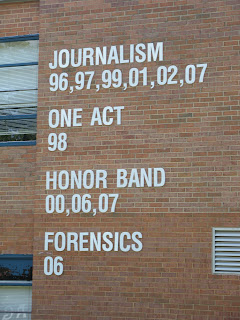 JOURNALISM
96,97,99,01,02,07
ONE ACT
98
HONOR BAND
00,06,07
FORENSICS
06